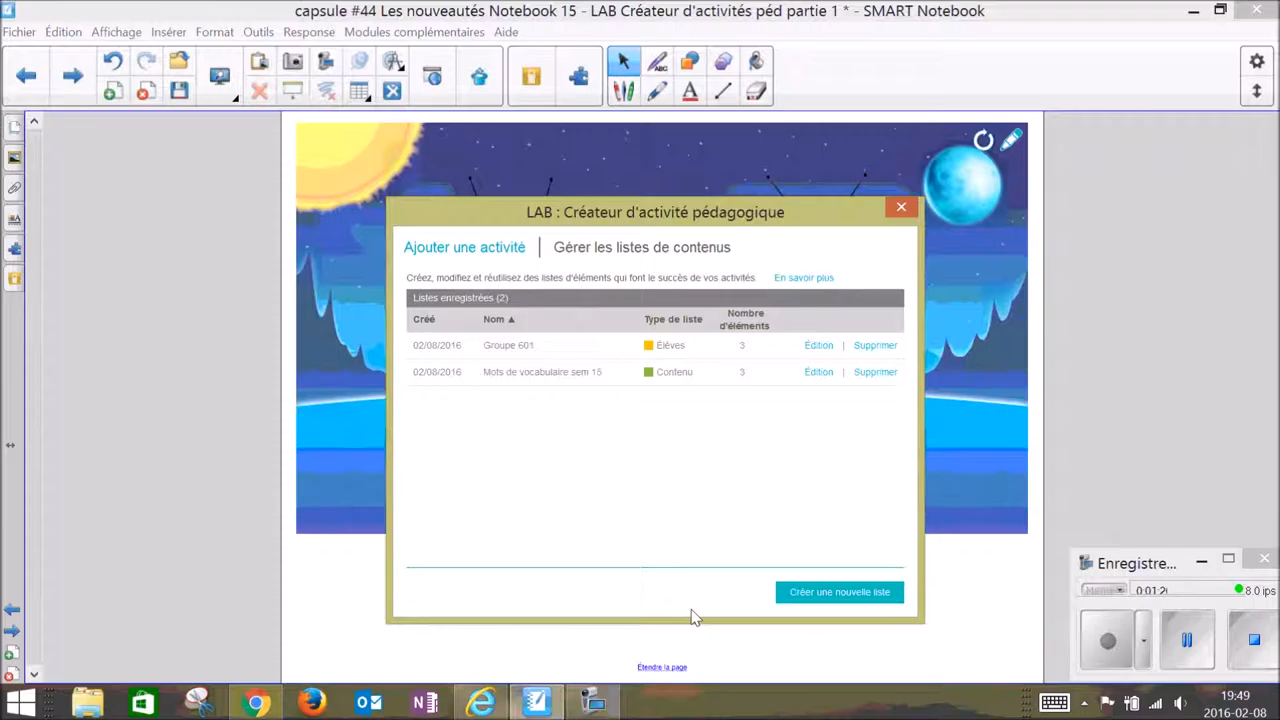 capsule #44 Les nouveautés Notebook 15 - LAB Créateur d'activités péd partie 1 * - SMART Notebook
Fichier Édition Affichage Insérer Format Outils Réponse Modules complémentaires Aide
LAB : Créateur d'activité pédagogique
Ajouter une activité | Gérer les listes de contenus
Créez, modifiez et réutilisez des listes d'éléments qui font le succès de vos activités En savoir plus
Listes enregistrées (2)
Créé Nom ▲ Type de liste Nombre d'éléments
02/08/2016 Groupe 601 Élèves 3 Édition | Supprimer
02/08/2016 Mots de vocabulaire sem 15 Contenu 3 Édition | Supprimer
Créer une nouvelle liste
Enregistre...
8.0 ips
Étendre la page
19:49
2016-02-08